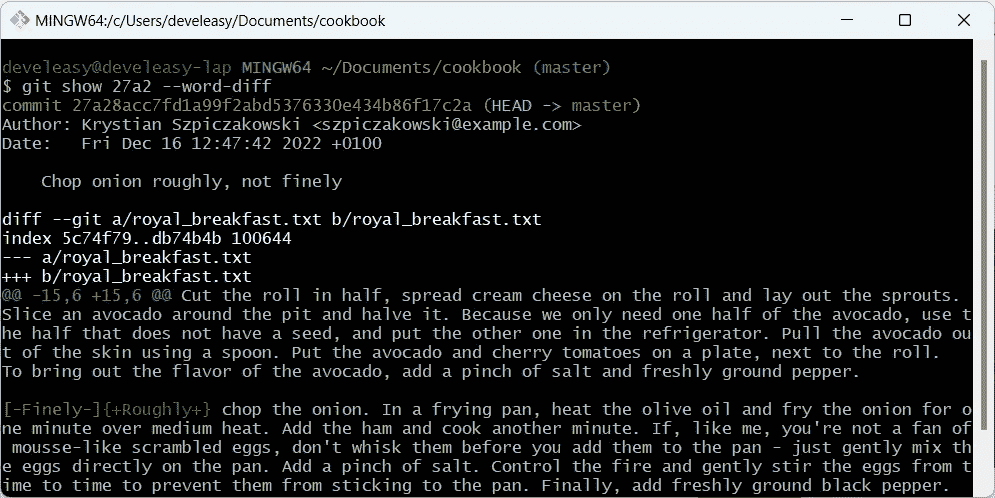 MINGW64:/c/Users/develeasy/Documents/cookbook
develeasy@develeasy-lap MINGW64 ~/Documents/cookbook (master)
$ git show 27a2 --word-diff
commit 27a28acc7fd1a99f2abd5376330e434b86f17c2a (HEAD -> master)
Author: Krystian Szpiczakowski <szpiczakowski@example.com>
Date:   Fri Dec 16 12:47:42 2022 +0100
    Chop onion roughly, not finely
diff --git a/royal_breakfast.txt b/royal_breakfast.txt
index 5c74f79..db74b4b 100644
--- a/royal_breakfast.txt
+++ b/royal_breakfast.txt
@@ -15,6 +15,6 @@ Cut the roll in half, spread cream cheese on the roll and lay out the sprouts.
Slice an avocado around the pit and halve it. Because we only need one half of the avocado, use t
he half that does not have a seed, and put the other one in the refrigerator. Pull the avocado ou
t of the skin using a spoon. Put the avocado and cherry tomatoes on a plate, next to the roll.
To bring out the flavor of the avocado, add a pinch of salt and freshly ground pepper.
[-Finely-]{+Roughly+} chop the onion. In a frying pan, heat the olive oil and fry the onion for o
ne minute over medium heat. Add the ham and cook another minute. If, like me, you're not a fan of
 mousse-like scrambled eggs, don't whisk them before you add them to the pan - just gently mix th
e eggs directly on the pan. Add a pinch of salt. Control the fire and gently stir the eggs from t
ime to time to prevent them from sticking to the pan. Finally, add freshly ground black pepper.